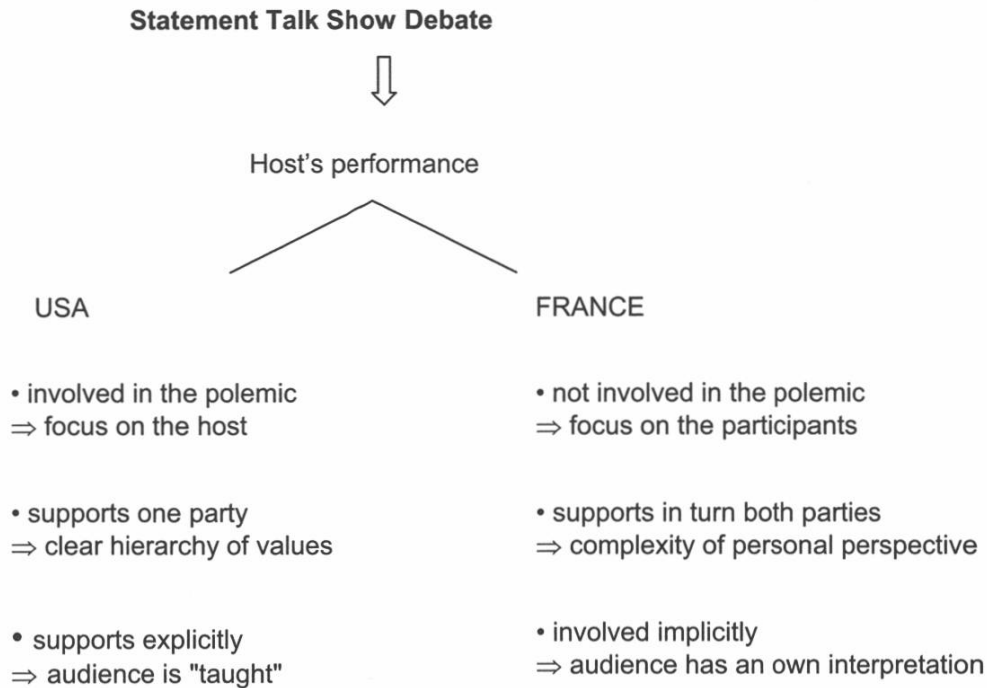 Statement Talk Show Debate
Host's performance
USA
• involved in the polemic
⇒ focus on the host
• supports one party
⇒ clear hierarchy of values
• supports explicitly
⇒ audience is "taught"
FRANCE
• not involved in the polemic
⇒ focus on the participants
• supports in turn both parties
⇒ complexity of personal perspective
• involved implicitly
⇒ audience has an own interpretation